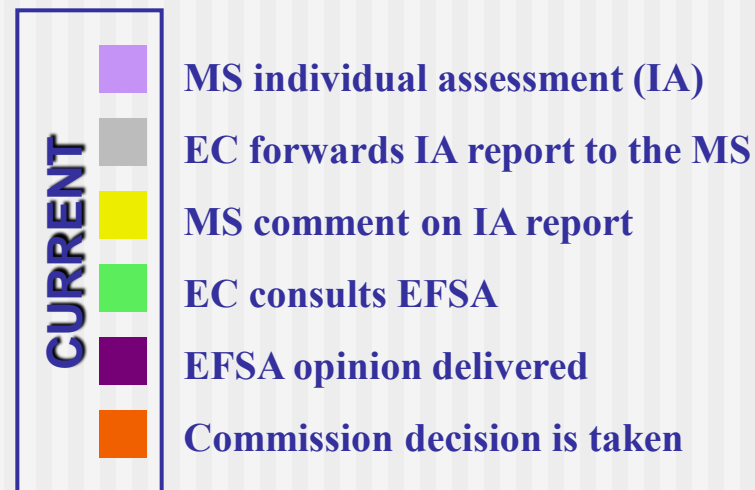 CURRENT
MS individual assessment (IA)
EC forwards IA report to the MS
MS comment on IA report
EC consults EFSA
EFSA opinion delivered
Commission decision is taken